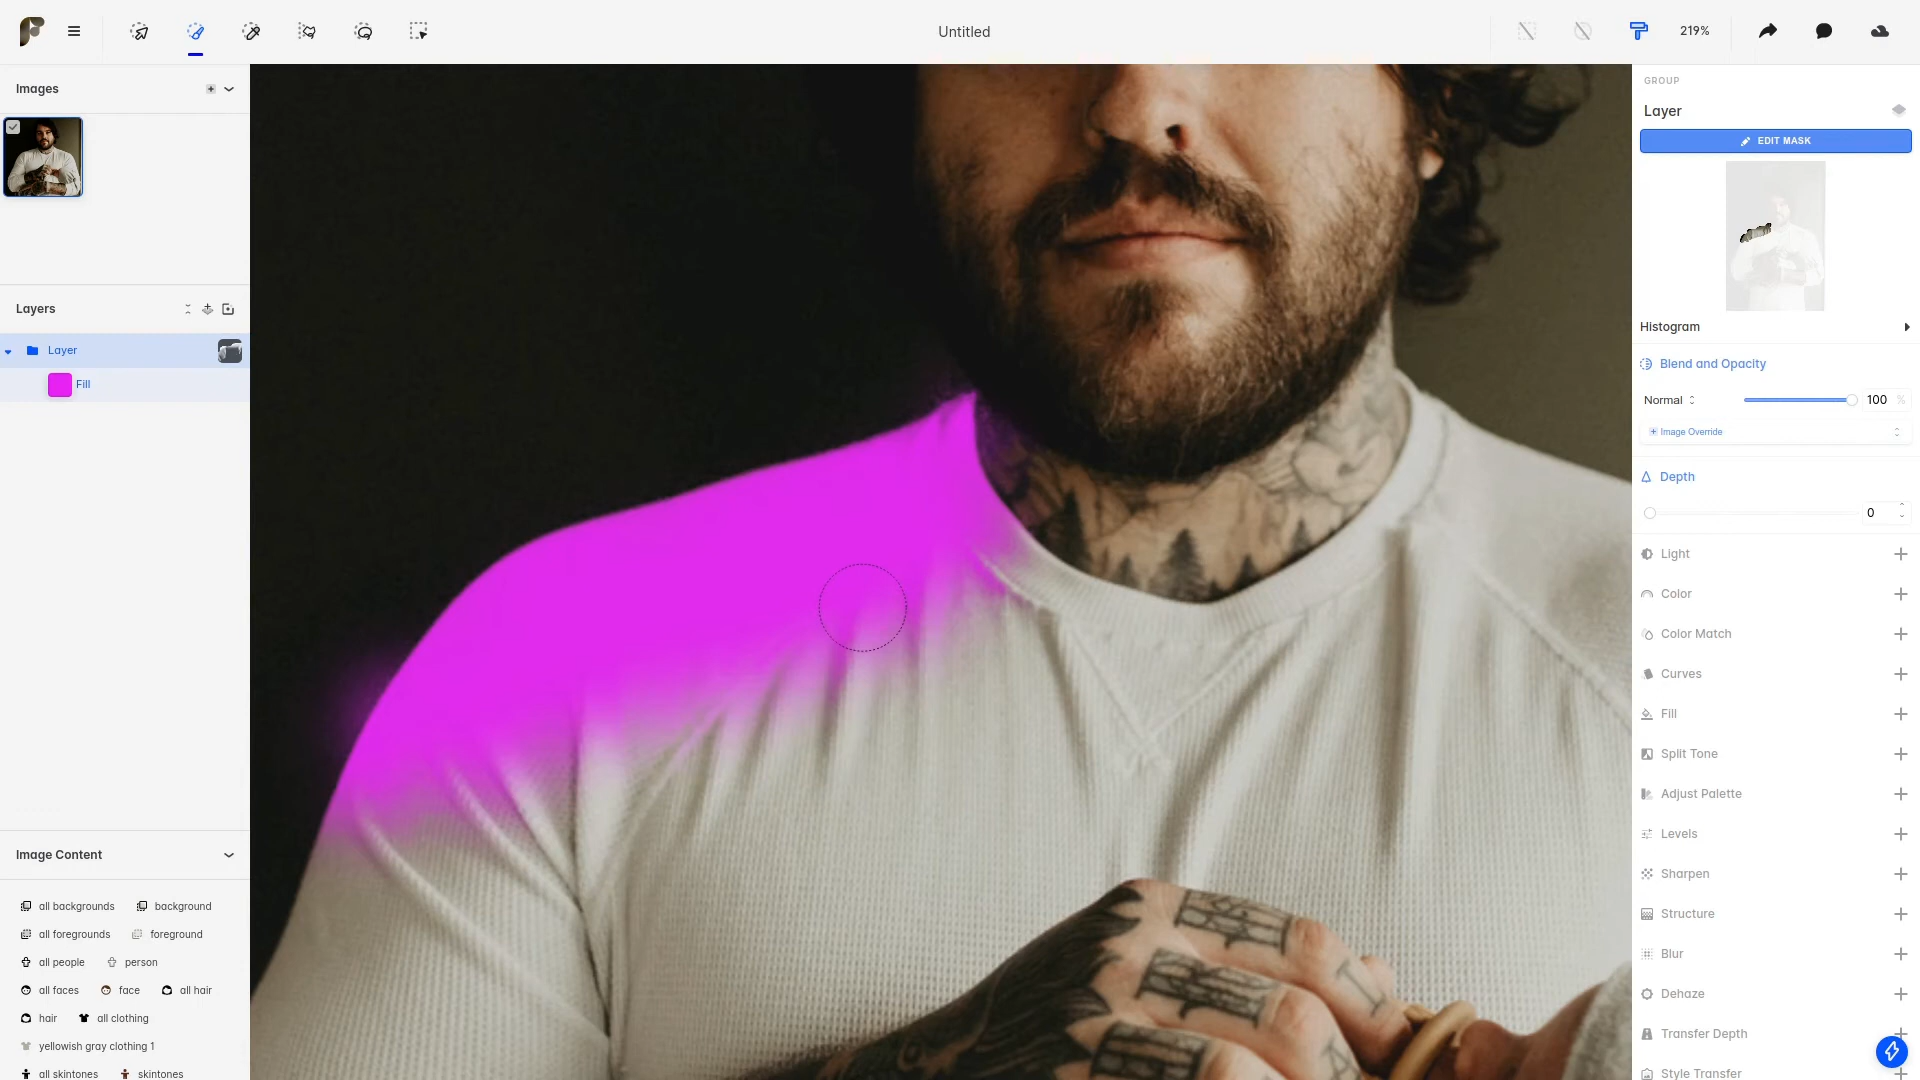 Untitled
219%
Images
Layers
Layer
Fill
Image Content
all backgrounds background
all foregrounds foreground
all people person
all faces face all hair
hair all clothing
yellowish gray clothing 1
all skintones skintones
GROUP
Layer
EDIT MASK
Histogram
Blend and Opacity
Normal 100 %
+ Image Override
Depth
0
Light
Color
Color Match
Curves
Fill
Split Tone
Adjust Palette
Levels
Sharpen
Structure
Blur
Dehaze
Transfer Depth
Style Transfer